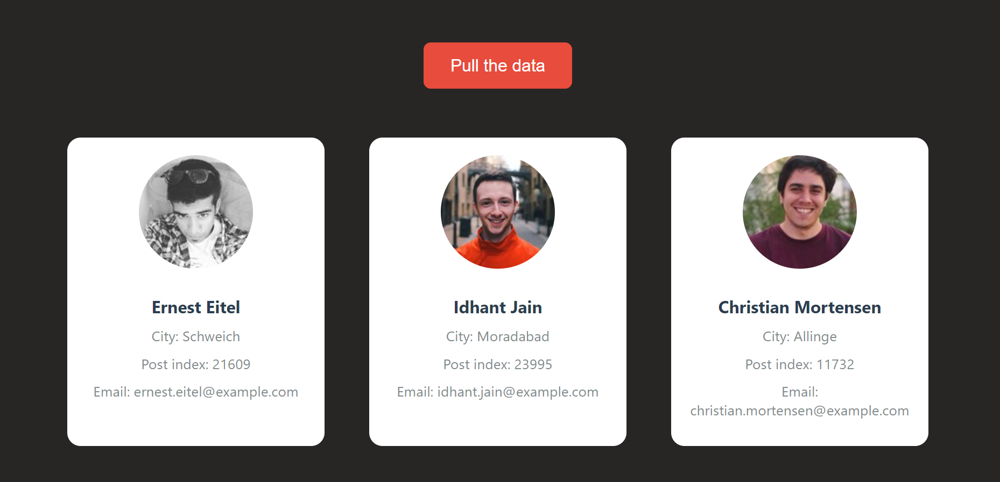 Pull the data
Ernest Eitel
City: Schweich
Post index: 21609
Email: ernest.eitel@example.com
Idhant Jain
City: Moradabad
Post index: 23995
Email: idhant.jain@example.com
Christian Mortensen
City: Allinge
Post index: 11732
Email:
christian.mortensen@example.com